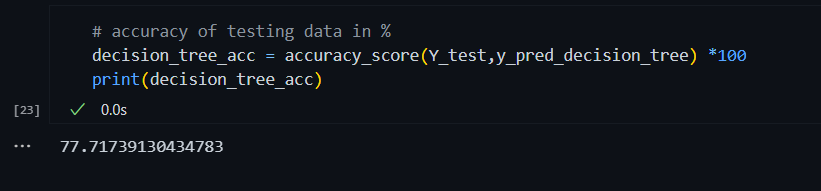 # accuracy of testing data in %
decision_tree_acc = accuracy_score(Y_test,y_pred_decision_tree) *100
print(decision_tree_acc)
[23] 0.0s
... 77.71739130434783